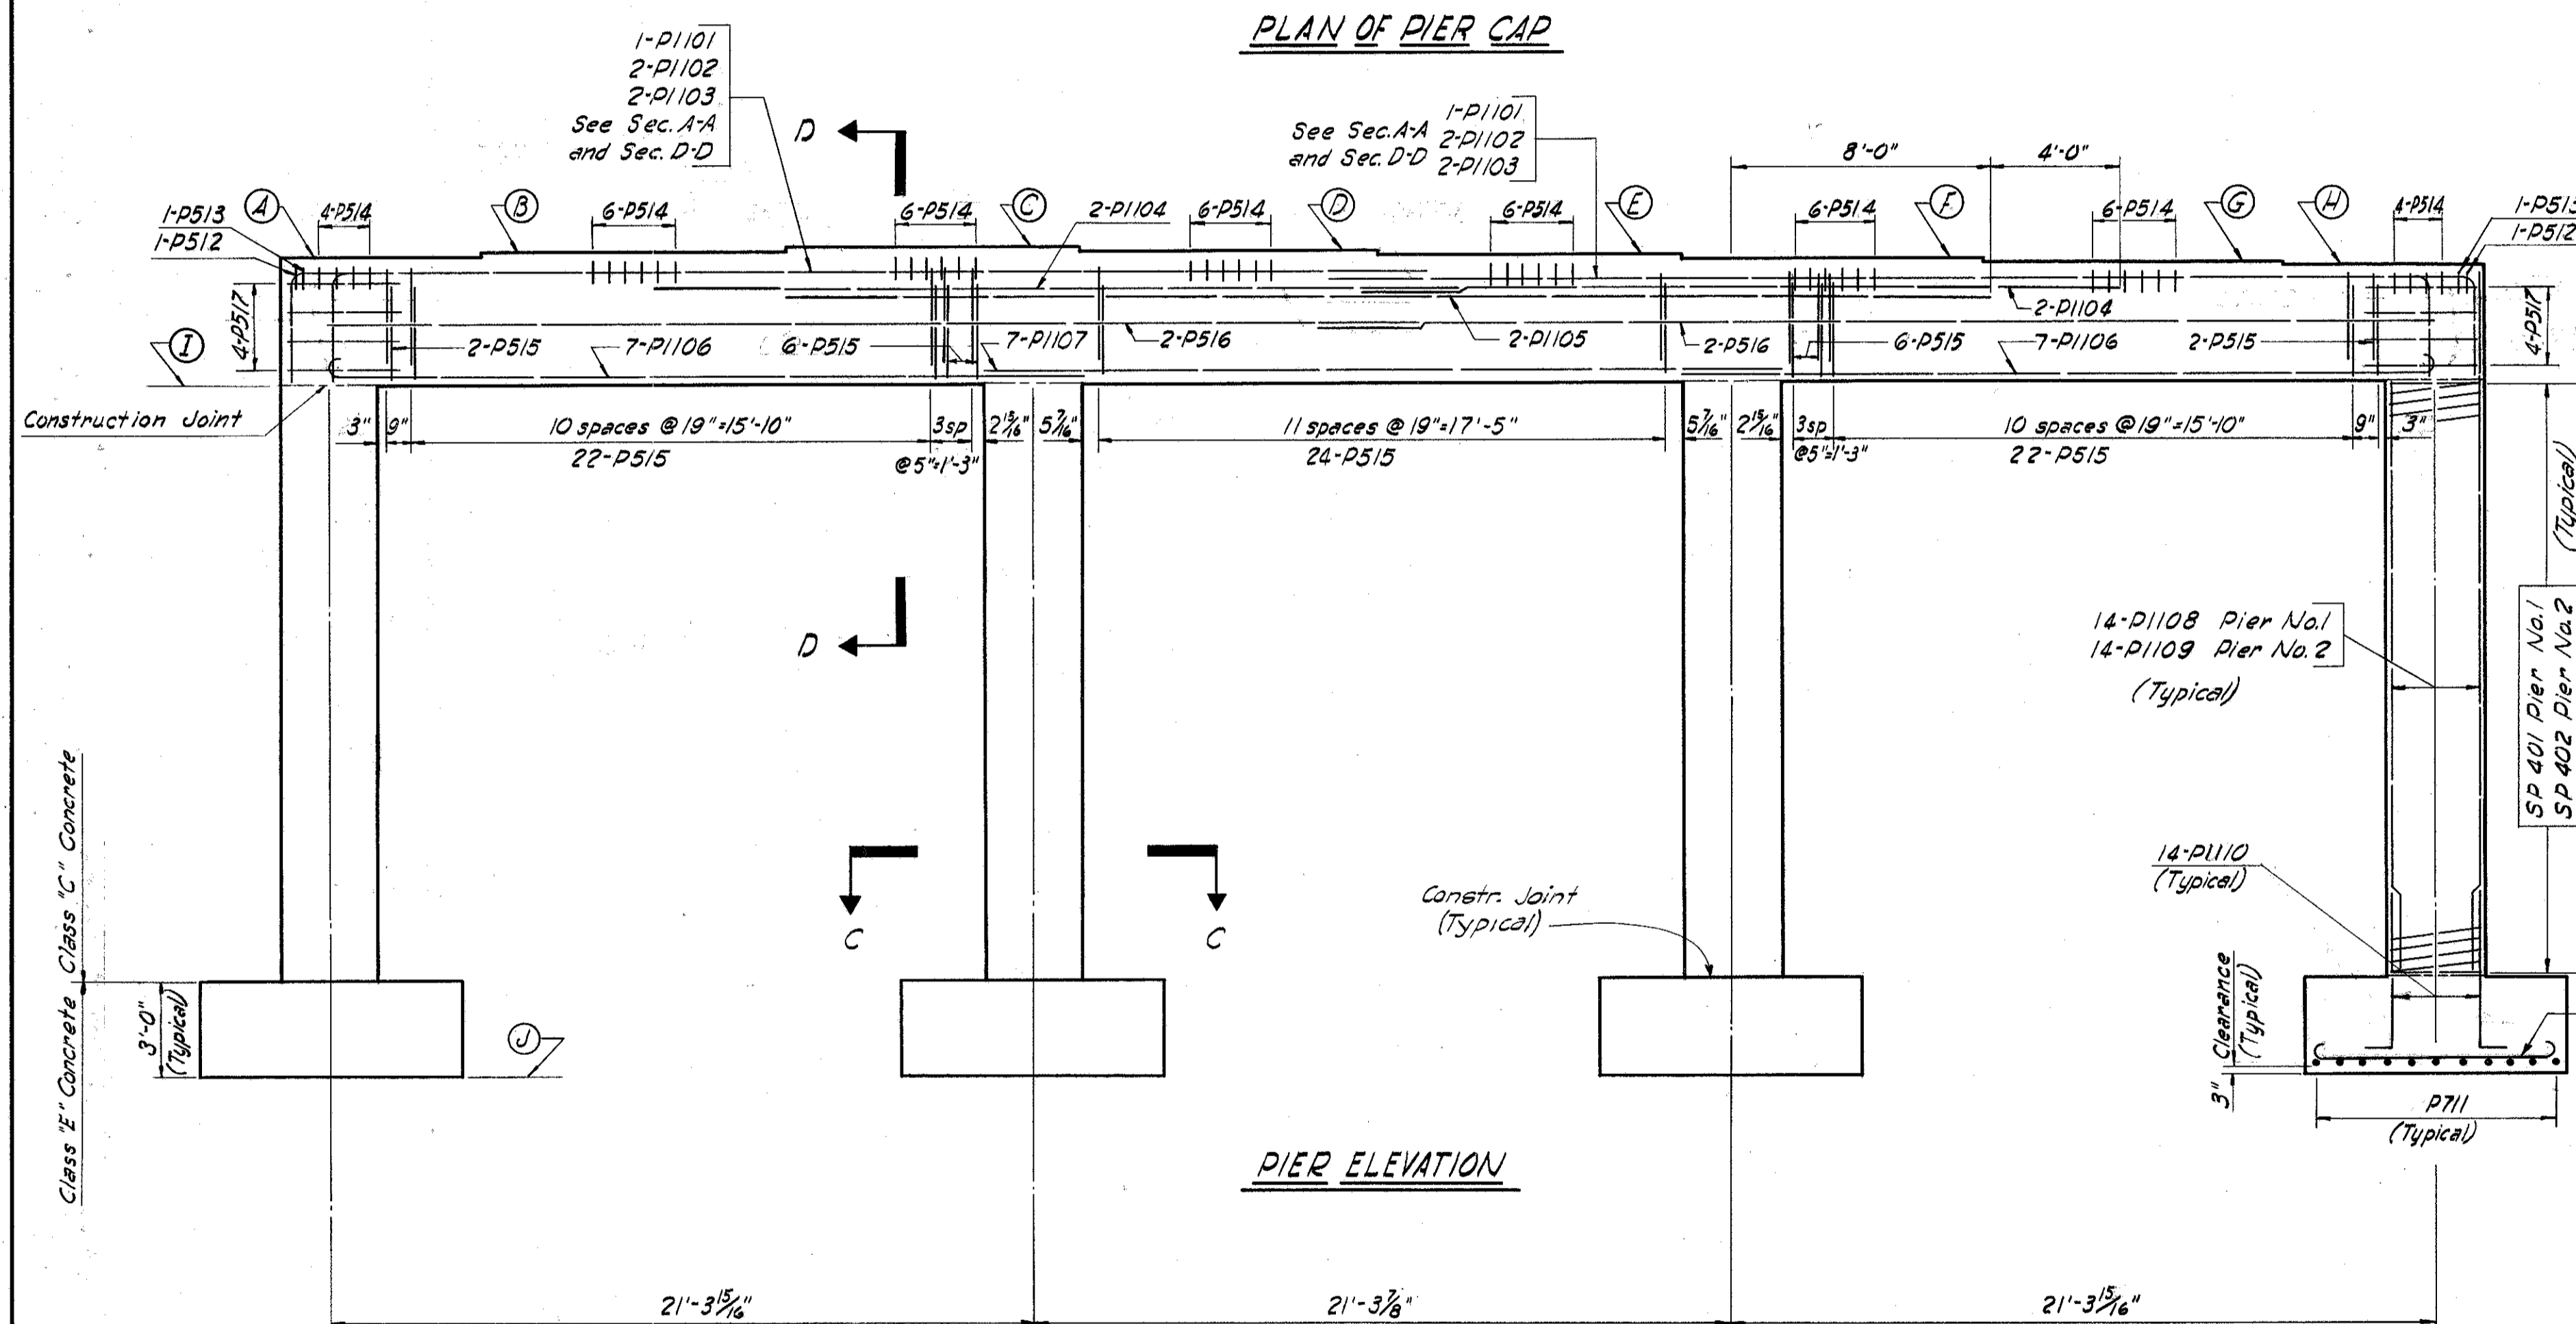 PLAN OF PIER CAP
1-P1101
2-P1102
2-P1103
See Sec. A-A
and Sec. D-D
D
See Sec. A-A
and Sec. D-D
1-P1101
2-P1102
2-P1103
8'-0"
4'-0"
1-P513
1-P512
A
4-P514
B
6-P514
6-P514
C
2-P1104
6-P514
D
6-P514
E
6-P514
F
6-P514
G
H
4-P514
1-P513
1-P512
4-P517
I
2-P515
7-P1106
6-P515
7-P1107
2-P516
2-P1105
2-P516
2-P1104
6-P515
7-P1106
2-P515
4-P517
Construction Joint
3"
9"
10 spaces @ 19"=15'-10"
22-P515
3sp
@5"=1'-3"
2 15/16"
5 7/16"
11 spaces @ 19"=17'-5"
24-P515
5 7/16"
2 15/16"
3sp
@5"=1'-3"
10 spaces @ 19"=15'-10"
22-P515
9"
3"
(Typical)
D
14-P1108 Pier No.1
14-P1109 Pier No.2
(Typical)
SP 401 Pier No.1
SP 402 Pier No.2
Class "C" Concrete
Class "E" Concrete
C
C
Constr. Joint
(Typical)
14-P1110
(Typical)
3'-0"
(Typical)
J
3" Clearance
(Typical)
P711
(Typical)
PIER ELEVATION
21'-3 15/16"
21'-3 7/8"
21'-3 15/16"